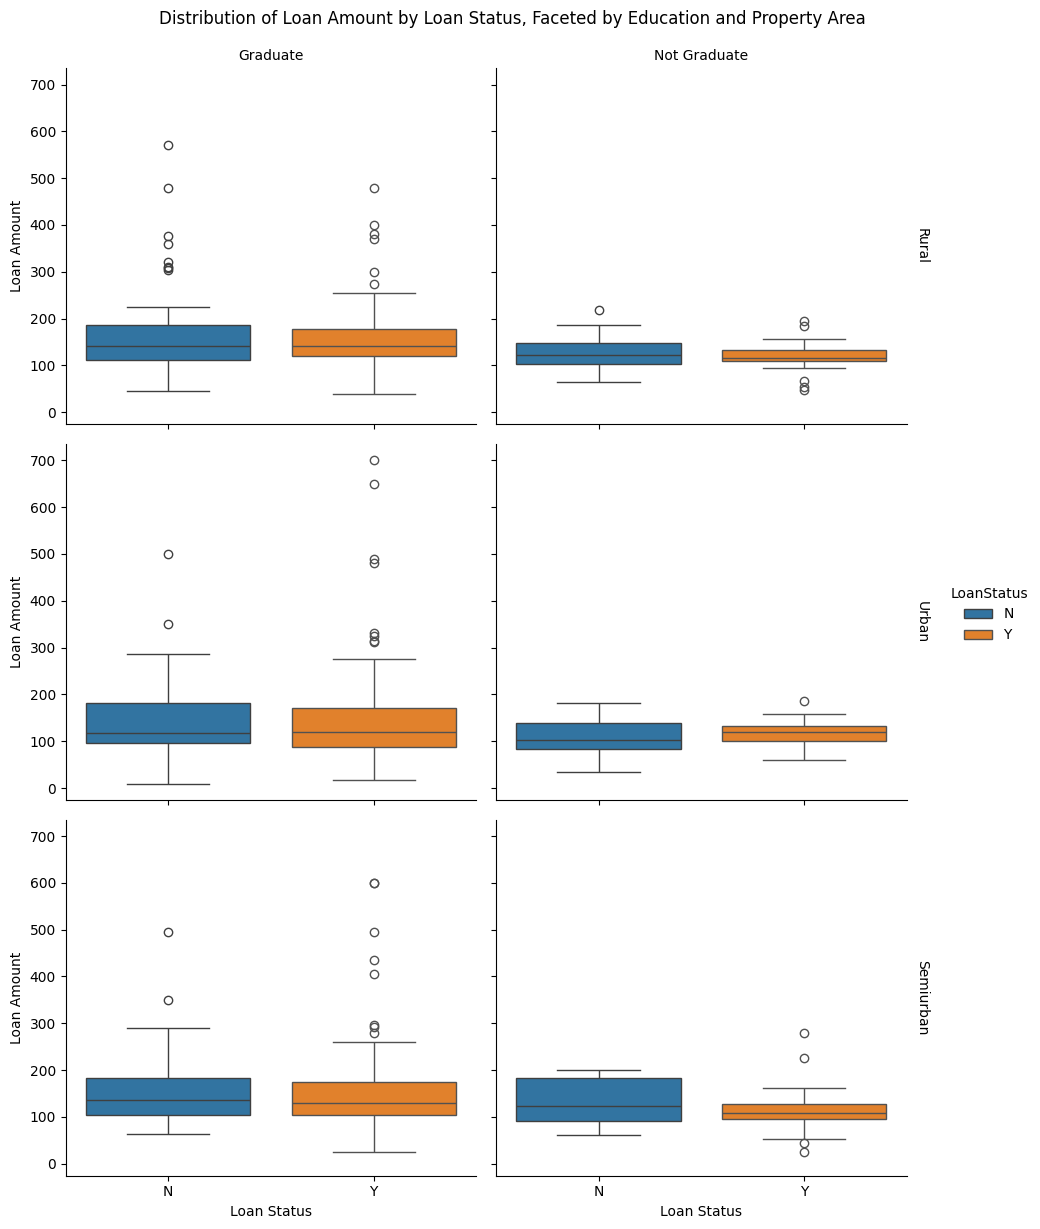 Distribution of Loan Amount by Loan Status, Faceted by Education and Property Area
Graduate
Not Graduate
700
600
500
400
300
200
100
0
Loan Amount
Rural
700
600
500
400
300
200
100
0
Loan Amount
Urban
LoanStatus
N
Y
700
600
500
400
300
200
100
0
Loan Amount
Semiurban
N
Y
N
Y
Loan Status
Loan Status